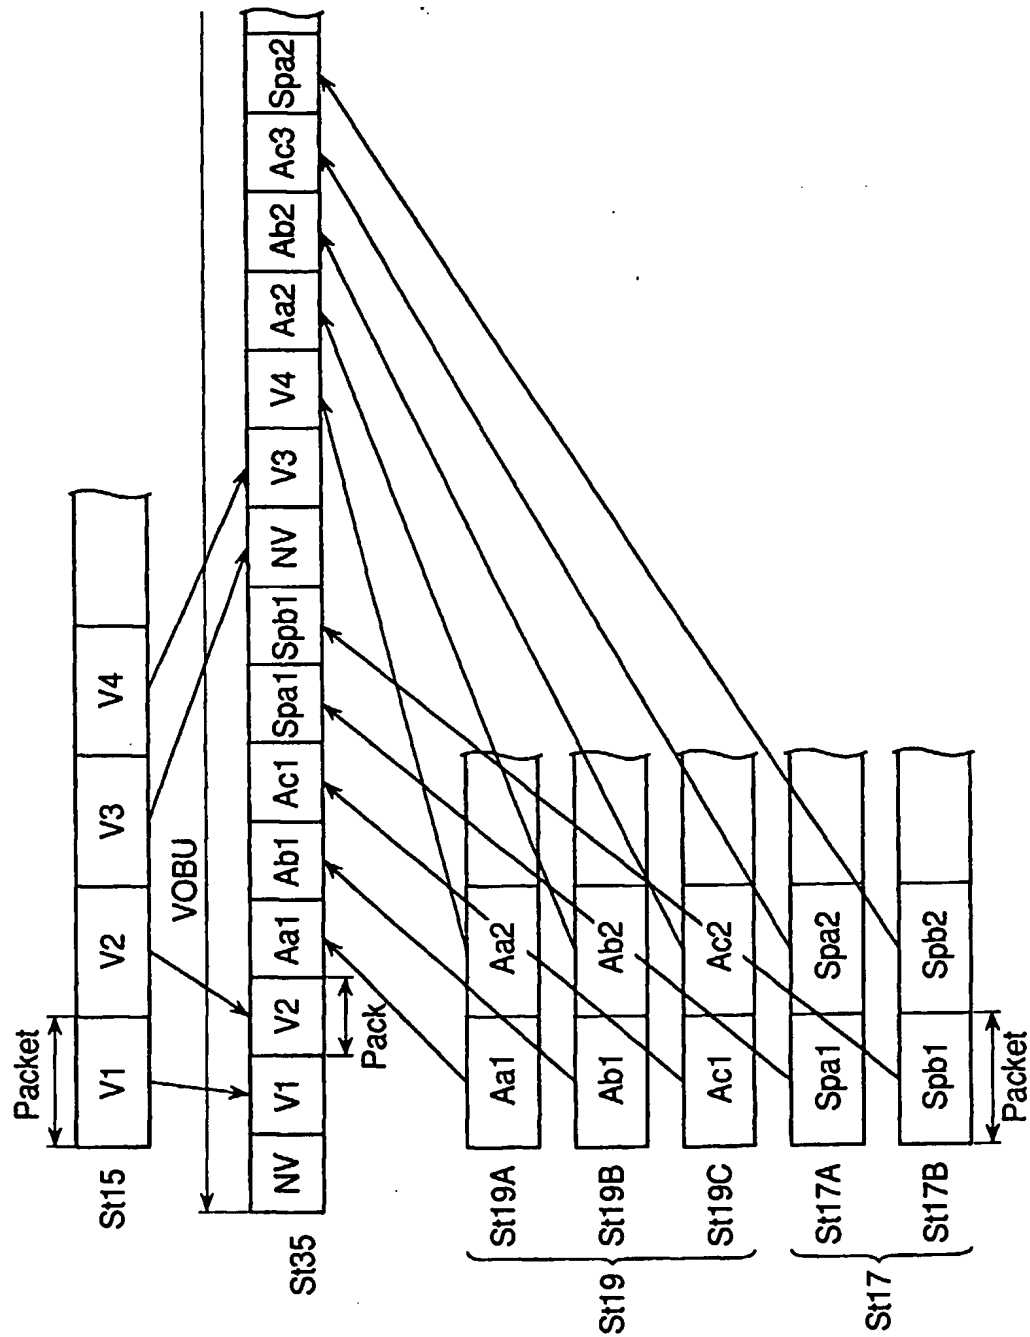 Packet
St15
V1
V2
V3
V4
VOBU
St35
NV
V1
V2
Aa1
Ab1
Ac1
Spa1
Spb1
NV
V3
V4
Aa2
Ab2
Ac3
Spa2
Pack
St19
St19A
Aa1
Aa2
St19B
Ab1
Ab2
St19C
Ac1
Ac2
St17
St17A
Spa1
Spa2
St17B
Spb1
Spb2
Packet